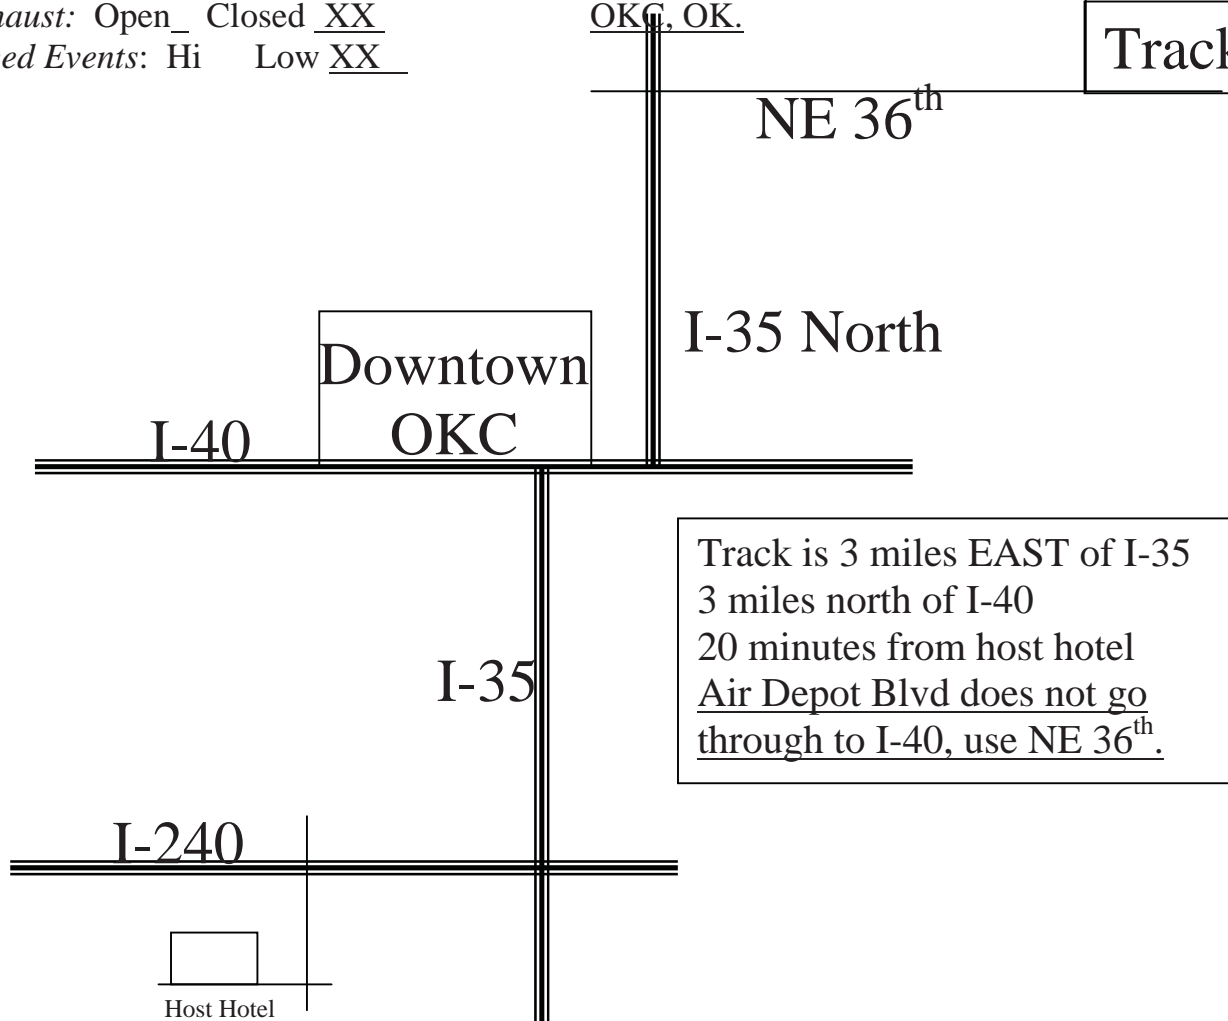 Open_ Closed XX
Events: Hi Low XX
OKC, OK.
Track
NE 36th
I-35 North
Downtown
OKC
I-40
Track is 3 miles EAST of I-35
3 miles north of I-40
20 minutes from host hotel
Air Depot Blvd does not go
through to I-40, use NE 36th.
I-35
I-240
Host Hotel